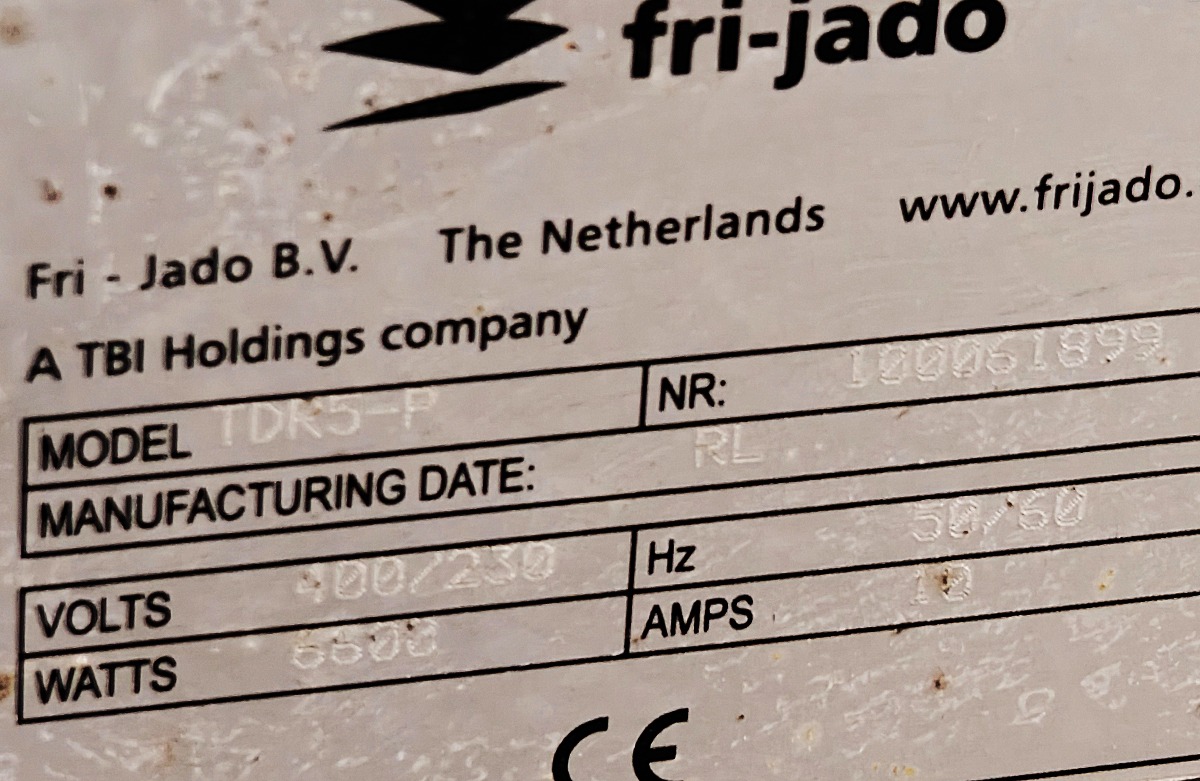 fri-jado
Fri - Jado B.V. The Netherlands www.frijado.
A TBI Holdings company
MODEL TDR5-P NR: 100061899
MANUFACTURING DATE: RL
VOLTS 400/230 Hz 50/60
WATTS AMPS 10
CE